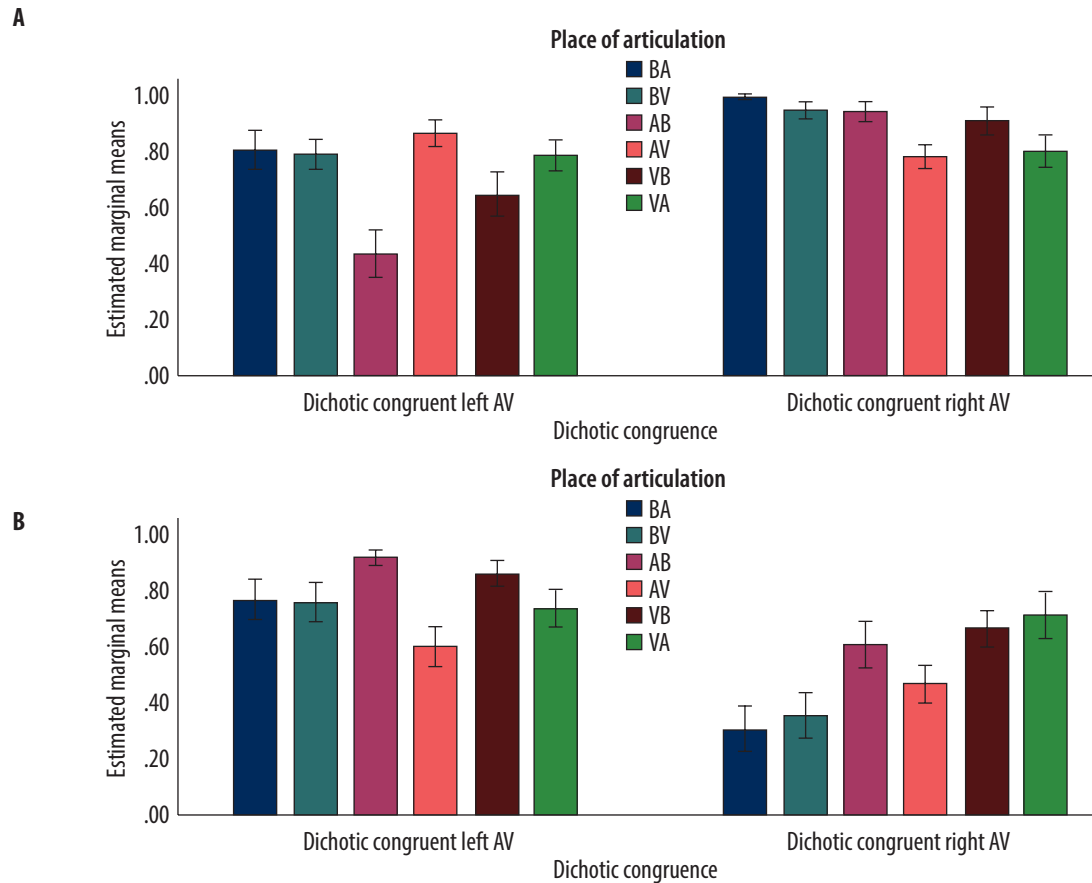 A
Place of articulation
BA
BV
AB
AV
VB
VA
Estimated marginal means
1.00
.80
.60
.40
.20
.00
Dichotic congruent left AV
Dichotic congruent right AV
Dichotic congruence
B
Place of articulation
BA
BV
AB
AV
VB
VA
Estimated marginal means
1.00
.80
.60
.40
.20
.00
Dichotic congruent left AV
Dichotic congruent right AV
Dichotic congruence